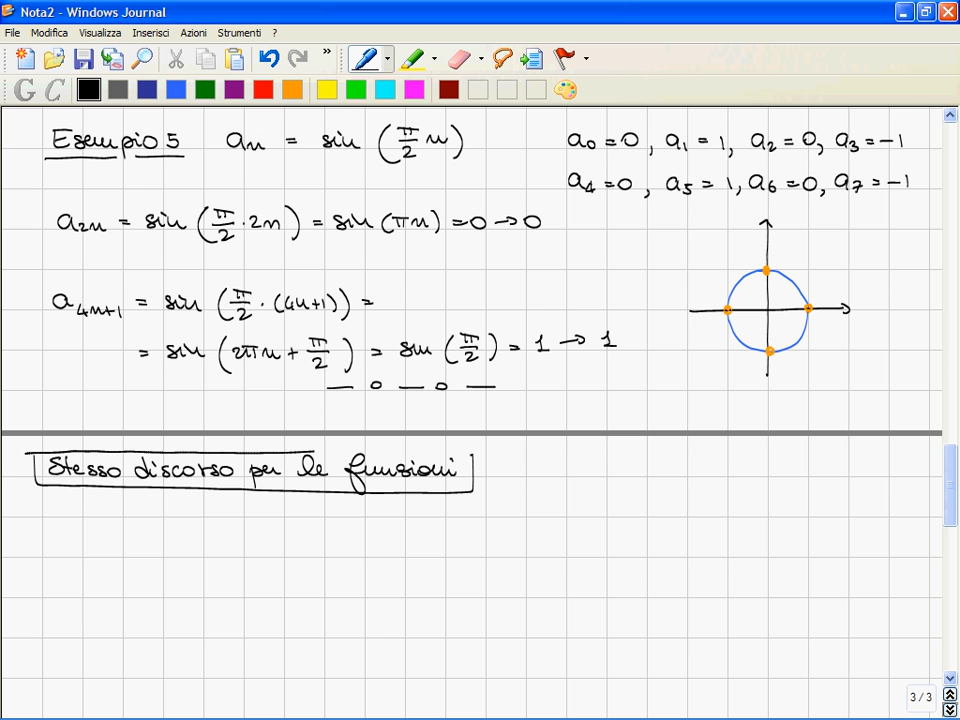 Nota2 - Windows Journal
File Modifica Visualizza Inserisci Azioni Strumenti ?
G C
Esempio 5 aₙ = sin (π/2 n) a₀ = 0, a₁ = 1, a₂ = 0, a₃ = -1
a₄ = 0, a₅ = 1, a₆ = 0, a₇ = -1
a₂ₙ = sin (π/2 · 2n) = sin (πn) = 0 → 0
a₄ₙ₊₁ = sin (π/2 · (4n+1)) =
= sin (2πn + π/2) = sin (π/2) = 1 → 1
— o — o —
Stesso discorso per le funzioni
3 / 3